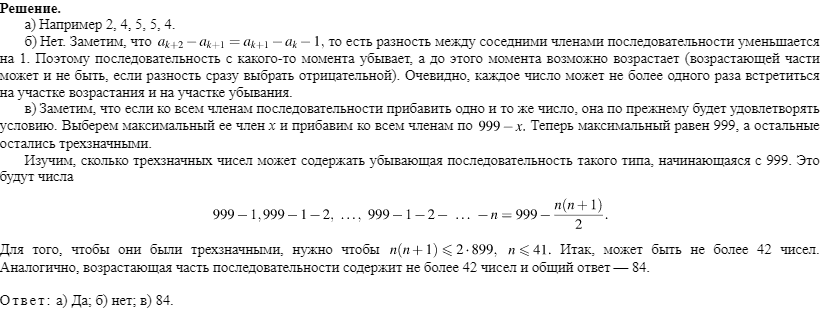 Решение.
а) Например 2, 4, 5, 5, 4.
б) Нет. Заметим, что a_{k+2} − a_{k+1} = a_{k+1} − a_k − 1, то есть разность между соседними членами последовательности уменьшается
на 1. Поэтому последовательность с какого-то момента убывает, а до этого момента возможно возрастает (возрастающей части
может и не быть, если разность сразу выбрать отрицательной). Очевидно, каждое число может не более одного раза встретиться
на участке возрастания и на участке убывания.
в) Заметим, что если ко всем членам последовательности прибавить одно и то же число, она по прежнему будет удовлетворять
условию. Выберем максимальный ее член x и прибавим ко всем членам по 999 − x. Теперь максимальный равен 999, а остальные
остались трехзначными.
Изучим, сколько трехзначных чисел может содержать убывающая последовательность такого типа, начинающаяся с 999. Это
будут числа
999 − 1, 999 − 1 − 2, …, 999 − 1 − 2 − … − n = 999 − n(n + 1)/2.
Для того, чтобы они были трехзначными, нужно чтобы n(n + 1) ⩽ 2 · 899, n ⩽ 41. Итак, может быть не более 42 чисел.
Аналогично, возрастающая часть последовательности содержит не более 42 чисел и общий ответ — 84.
Ответ: а) Да; б) нет; в) 84.